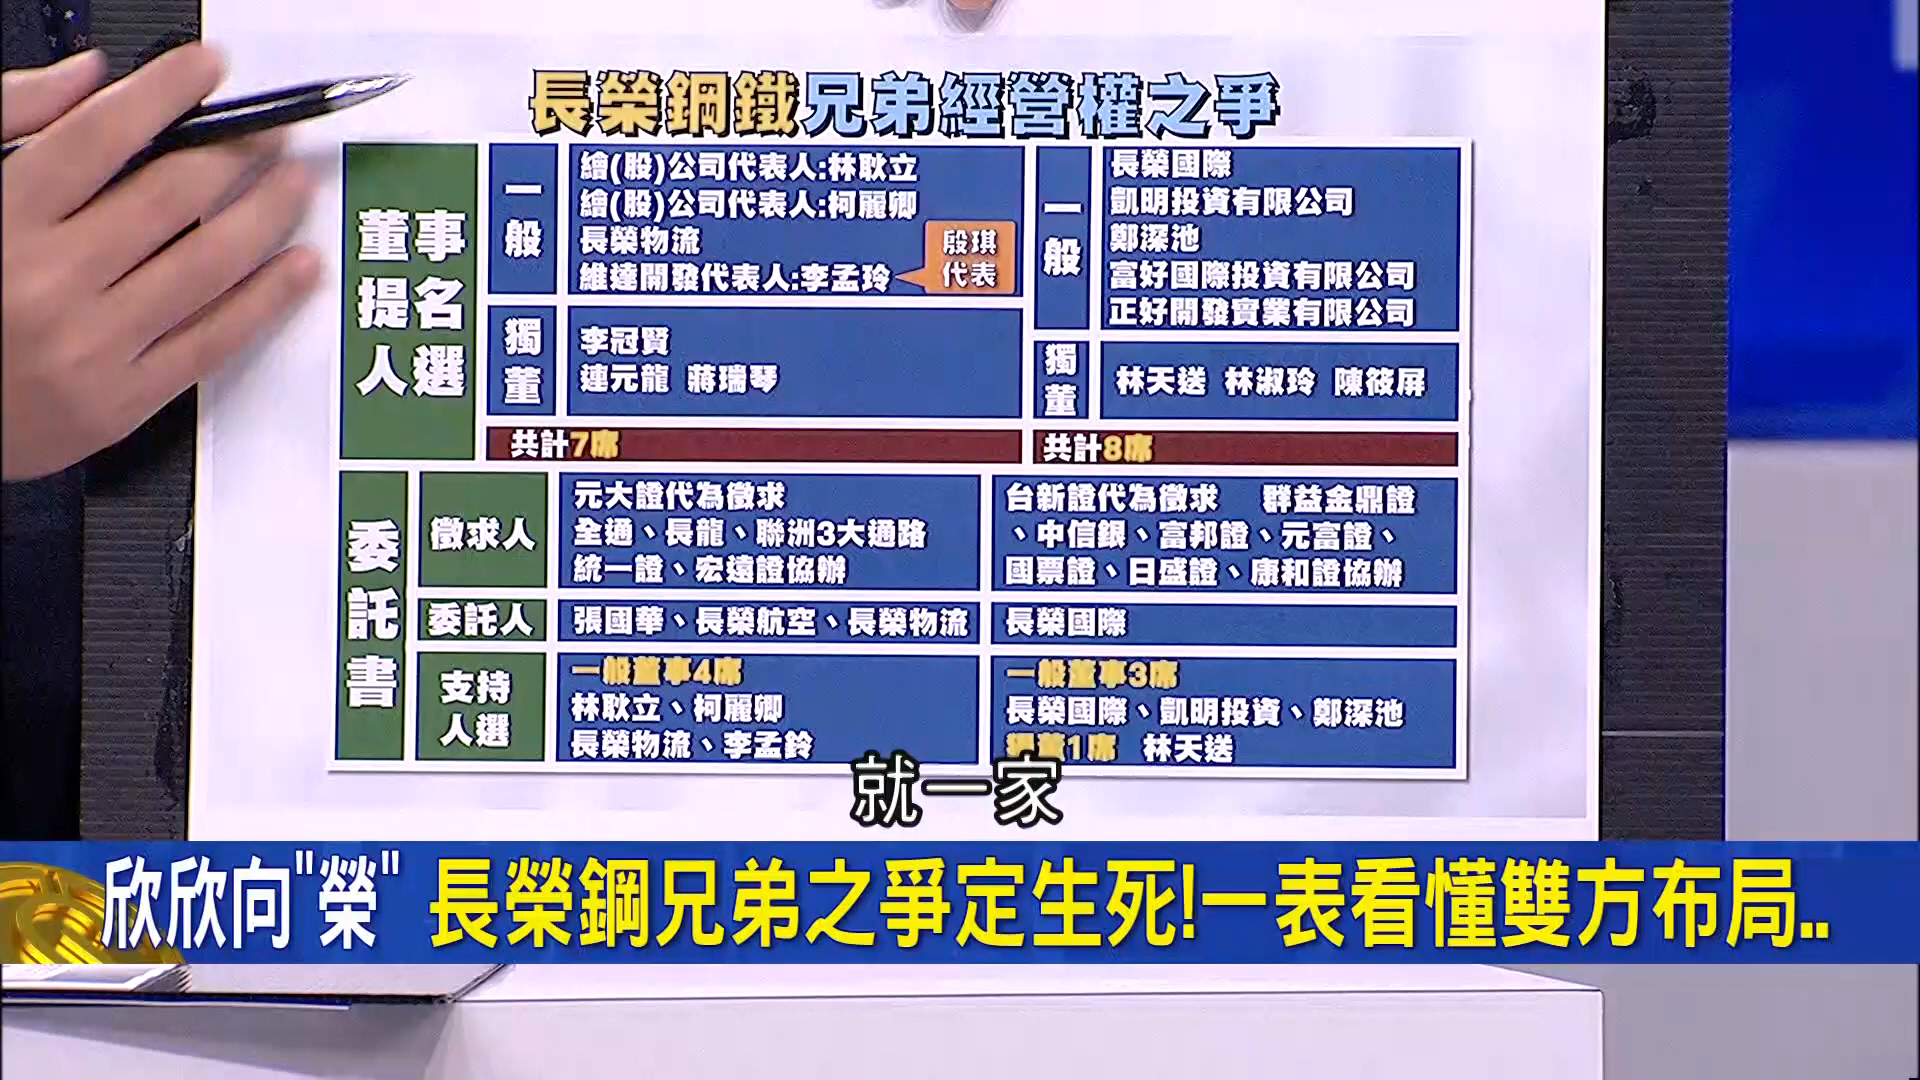 長榮鋼鐵兄弟經營權之爭
董事
提名
人選
一般
繪(股)公司代表人:林耿立
繪(股)公司代表人:柯麗卿
長榮物流
維達開發代表人:李孟玲
殷琪
代表
一般
長榮國際
凱明投資有限公司
鄭深池
富好國際投資有限公司
正好開發實業有限公司
獨董
李冠賢
連元龍 蔣瑞琴
獨董
林天送 林淑玲 陳筱屏
共計7席
共計8席
委託書
徵求人
元大證代為徵求
全通、長龍、聯洲3大通路
統一證、宏遠證協辦
台新證代為徵求 群益金鼎證
、中信銀、富邦證、元富證、
國票證、日盛證、康和證協辦
委託人
張國華、長榮航空、長榮物流
長榮國際
支持
人選
一般董事4席
林耿立、柯麗卿
長榮物流、李孟鈴
一般董事3席
長榮國際、凱明投資、鄭深池
獨董1席 林天送
就一家
欣欣向"榮" 長榮鋼兄弟之爭定生死!一表看懂雙方布局..